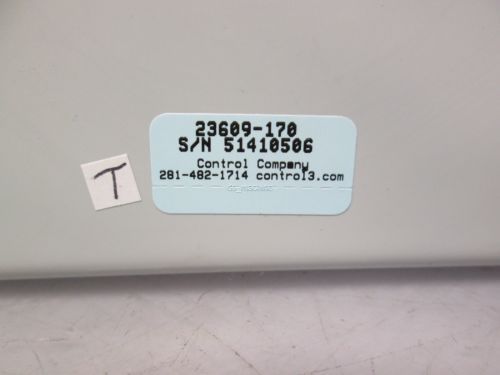 23609-170
S/N 51410506
Control Company
281-482-1714 control3.com
T